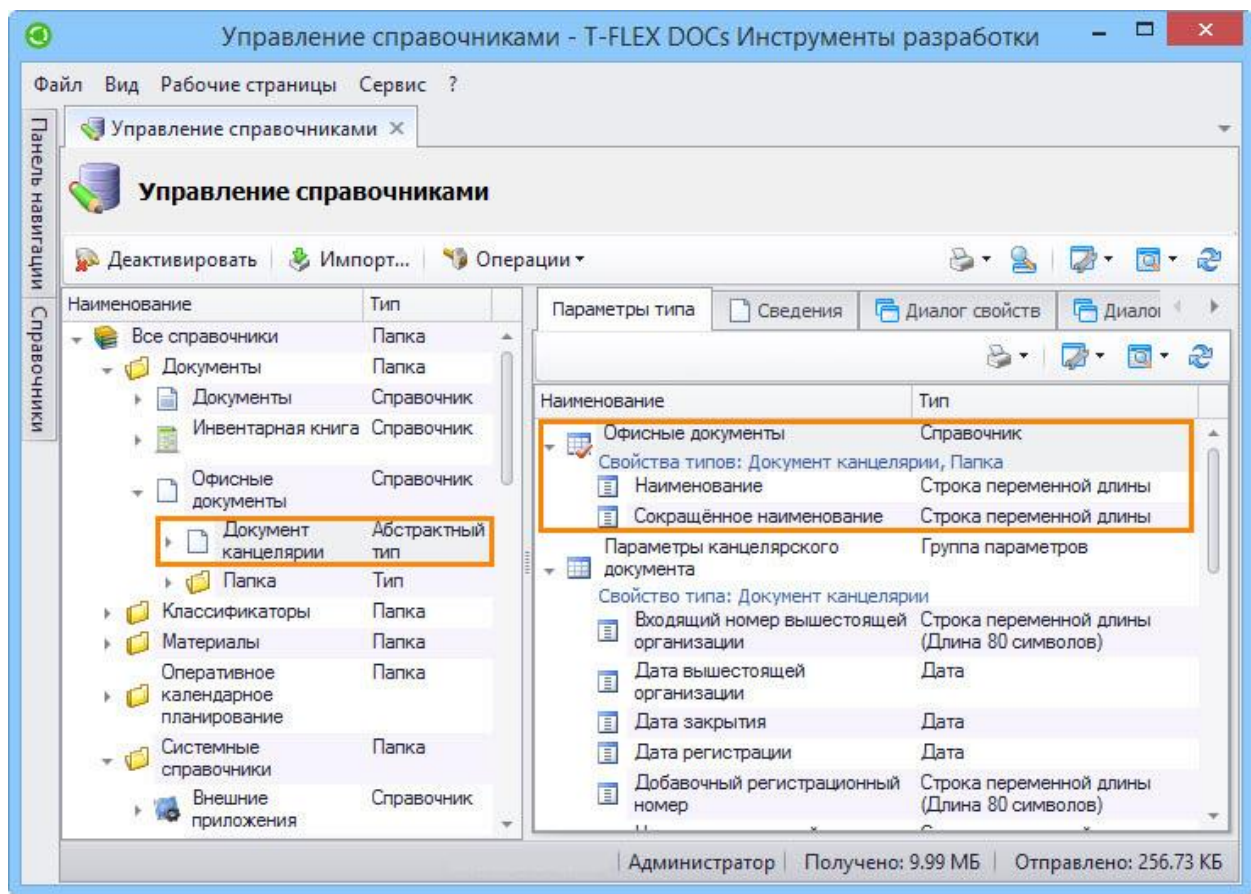 Управление справочниками - T-FLEX DOCs Инструменты разработки
Файл Вид Рабочие страницы Сервис ?
Панель навигации
Справочники
Управление справочниками
Управление справочниками
Деактивировать Импорт... Операции
Наименование Тип
Все справочники Папка
Документы Папка
Документы Справочник
Инвентарная книга Справочник
Офисные Справочник
документы
Документ Абстрактный
канцелярии тип
Папка Тип
Классификаторы Папка
Материалы Папка
Оперативное Папка
календарное
планирование
Системные Папка
справочники
Внешние Справочник
приложения
Параметры типа Сведения Диалог свойств Диалог
Наименование Тип
Офисные документы Справочник
Свойства типов: Документ канцелярии, Папка
Наименование Строка переменной длины
Сокращённое наименование Строка переменной длины
Параметры канцелярского Группа параметров
документа
Свойство типа: Документ канцелярии
Входящий номер вышестоящей Строка переменной длины
организации (Длина 80 символов)
Дата вышестоящей Дата
организации
Дата закрытия Дата
Дата регистрации Дата
Добавочный регистрационный Строка переменной длины
номер (Длина 80 символов)
Администратор Получено: 9.99 МБ Отправлено: 256.73 КБ